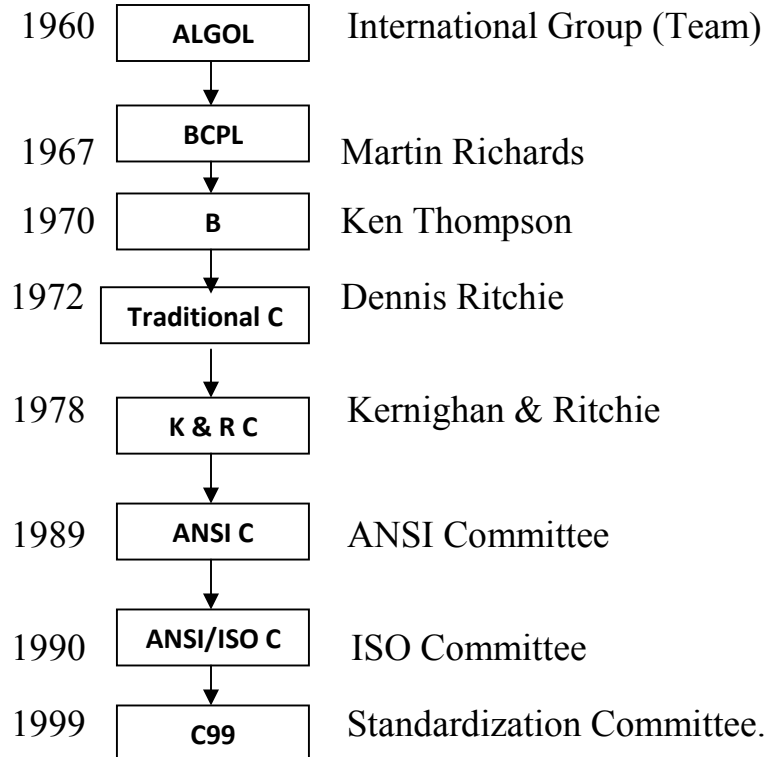 1960 ALGOL International Group (Team)
BCPL
1967 Martin Richards
1970 B Ken Thompson
1972 Traditional C Dennis Ritchie
1978 K & R C Kernighan & Ritchie
1989 ANSI C ANSI Committee
1990 ANSI/ISO C ISO Committee
1999 C99 Standardization Committee.